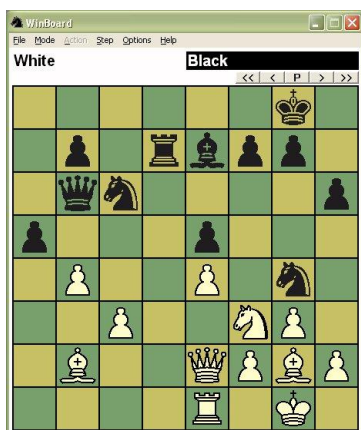 WinBoard
File Mode Action Step Options Help
White Black
<< < P > >>